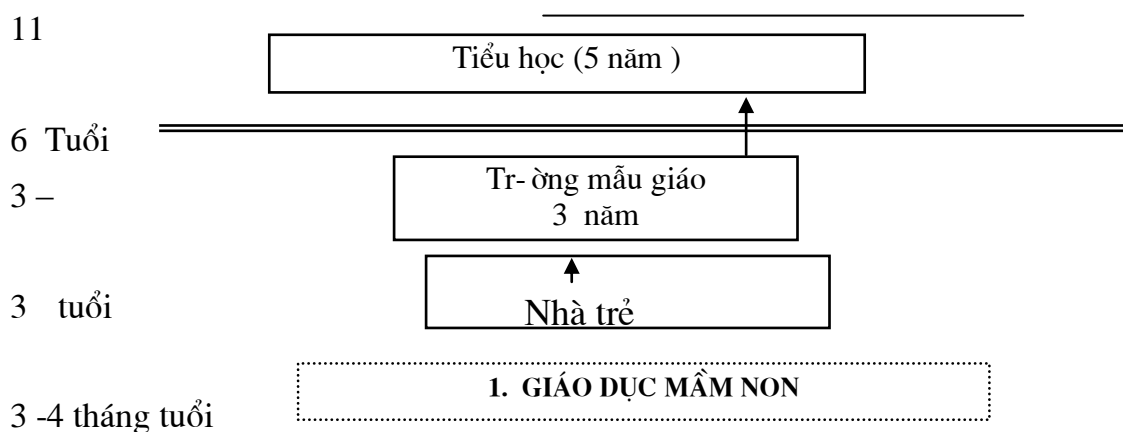 11
Tiểu học (5 năm )
6 Tuổi
Tr- ờng mẫu giáo
3 –
3 năm
3 tuổi
Nhà trẻ
1. GIÁO DỤC MẦM NON
3 -4 tháng tuổi